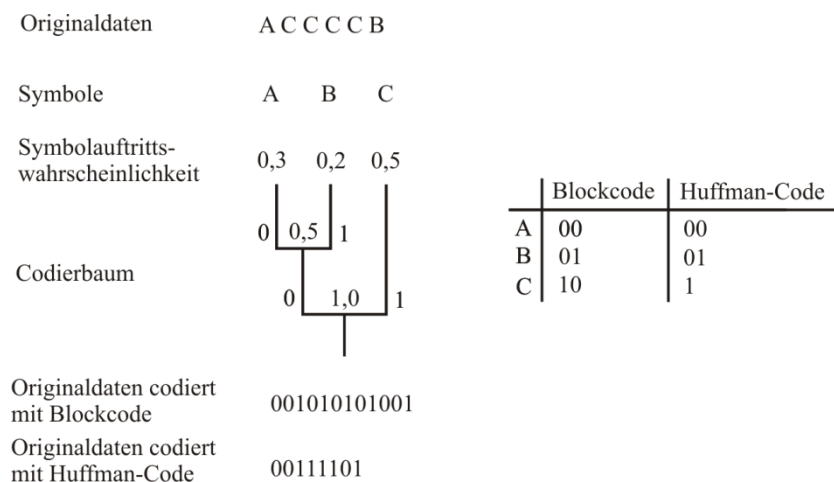 Originaldaten A C C C C B
Symbole A B C
Symbolauftritts-
wahrscheinlichkeit 0,3 0,2 0,5
0 0,5 1
Codierbaum
0 1,0 1
Blockcode Huffman-Code
A 00 00
B 01 01
C 10 1
Originaldaten codiert
mit Blockcode 001010101001
Originaldaten codiert
mit Huffman-Code 00111101